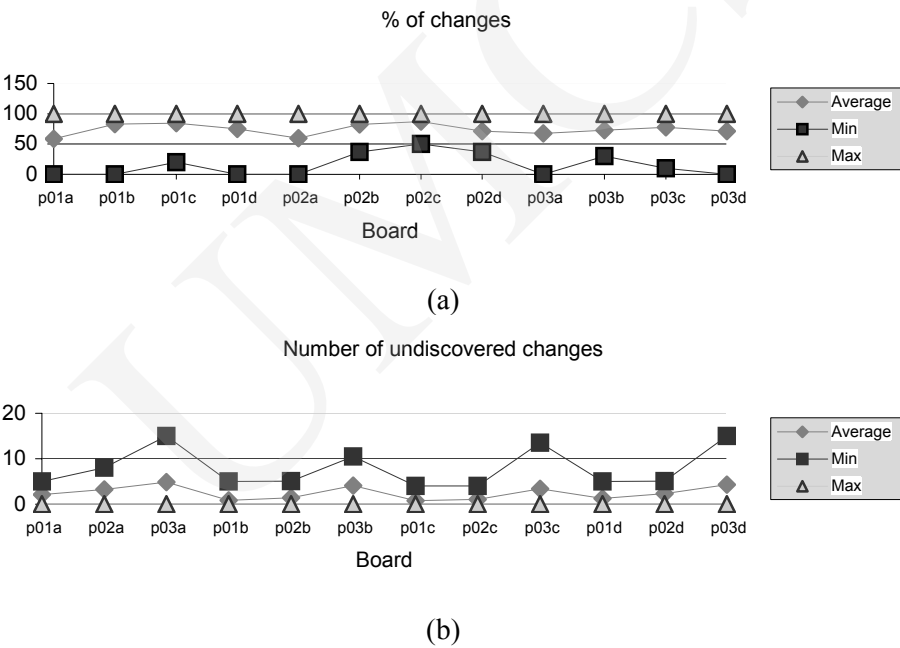 % of changes
150
100
50
0
Average
Min
Max
p01a p01b p01c p01d p02a p02b p02c p02d p03a p03b p03c p03d
Board
(a)
Number of undiscovered changes
20
10
0
Average
Min
Max
p01a p02a p03a p01b p02b p03b p01c p02c p03c p01d p02d p03d
Board
(b)
UMC